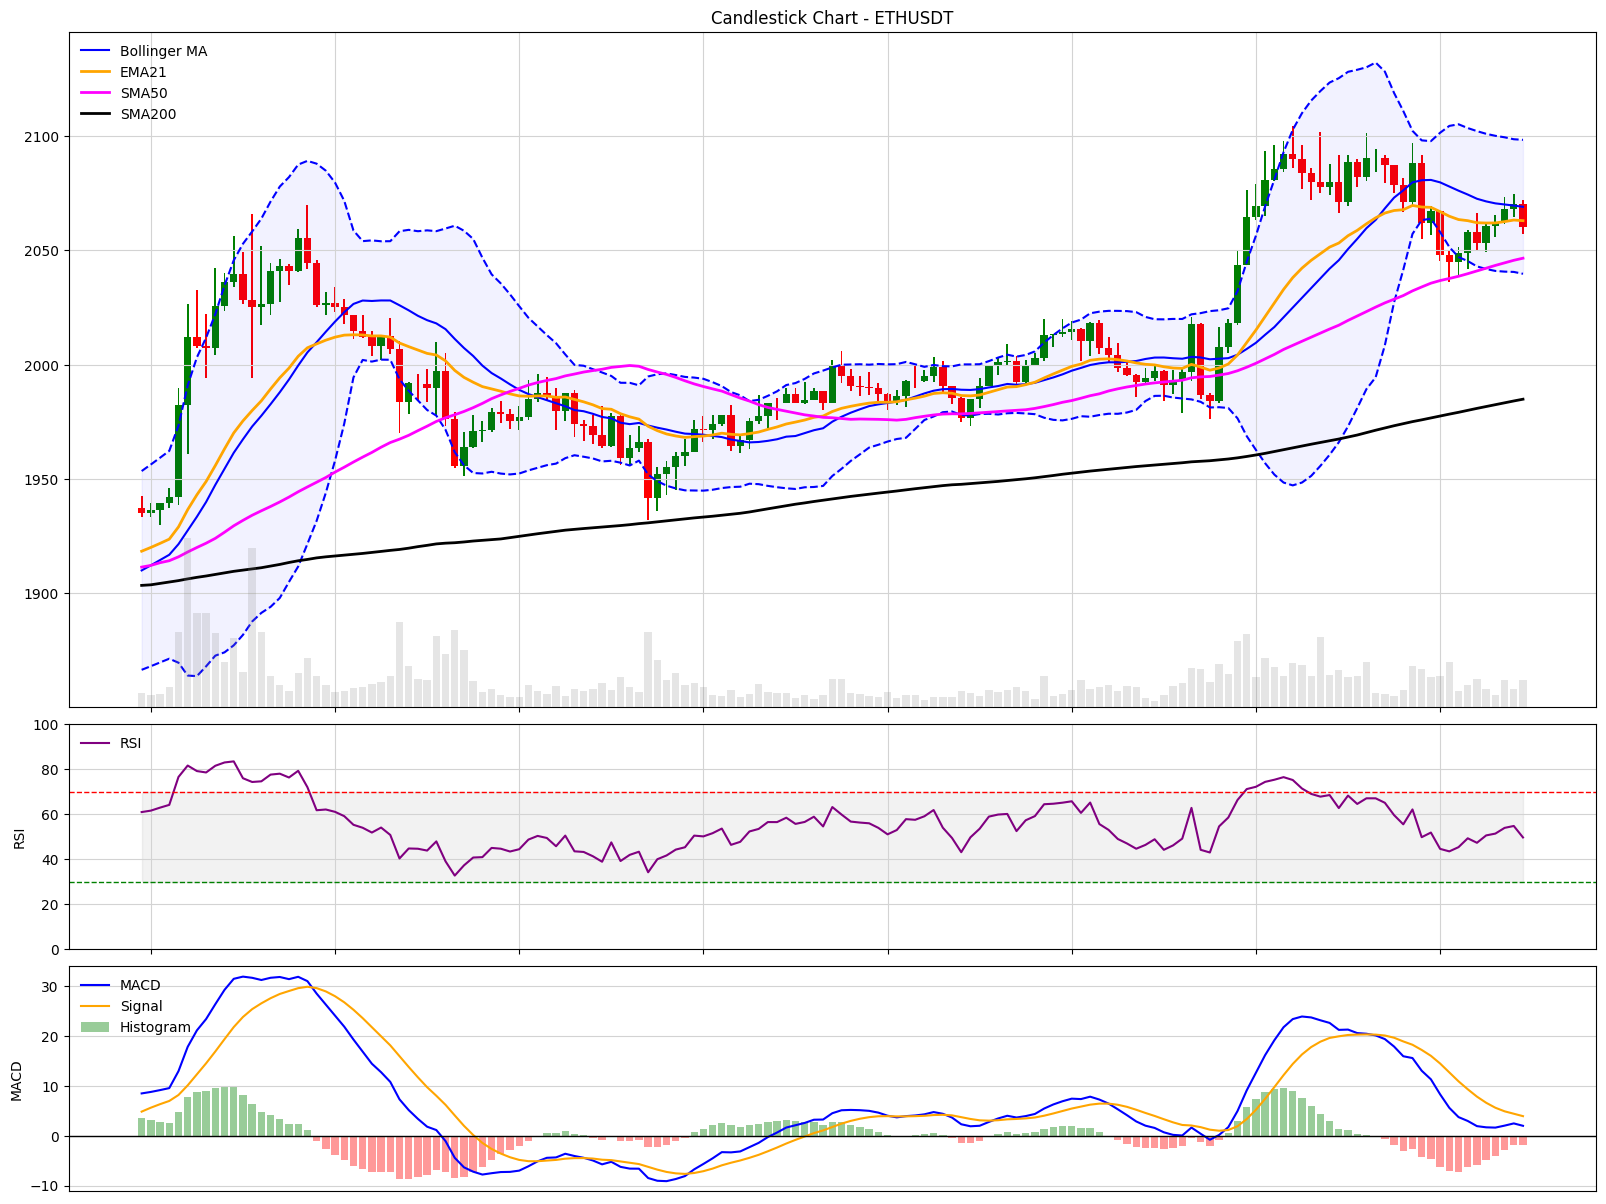 Candlestick Chart - ETHUSDT
Bollinger MA
EMA21
SMA50
SMA200
2100
2050
2000
1950
1900
RSI
100
80
60
40
20
0
RSI
MACD
Signal
Histogram
30
20
10
0
−10
MACD